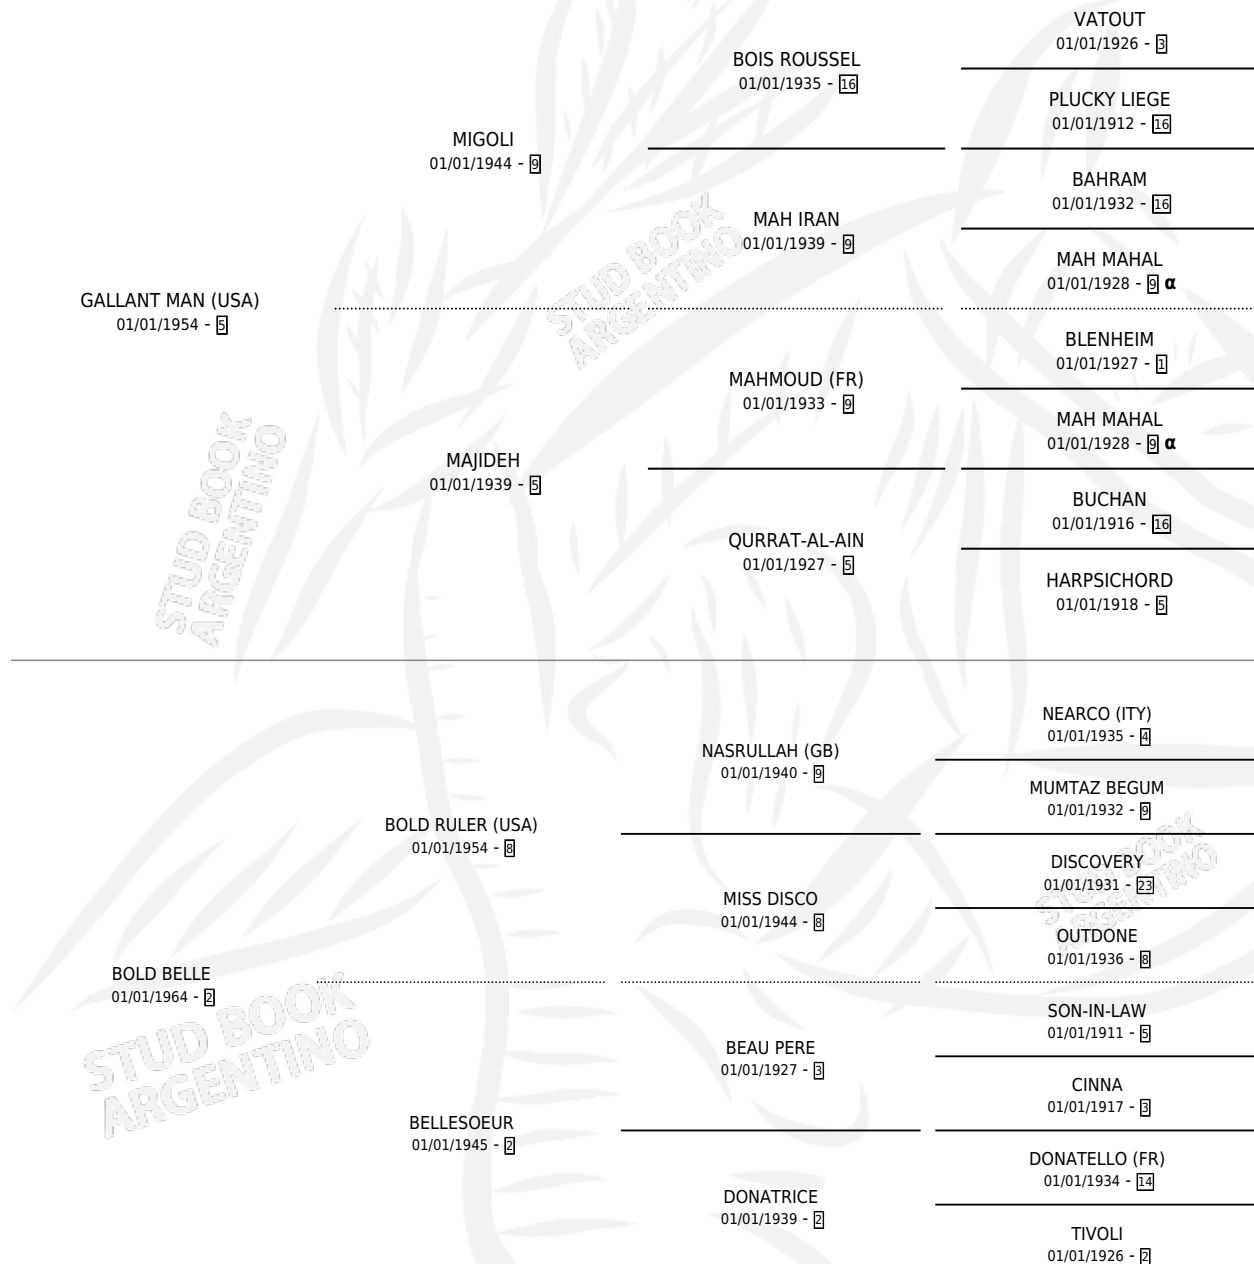 VATOUT
01/01/1926 - 3
BOIS ROUSSEL
01/01/1935 - 16
PLUCKY LIEGE
01/01/1912 - 16
MIGOLI
01/01/1944 - 9
BAHRAM
01/01/1932 - 16
MAH IRAN
01/01/1939 - 9
MAH MAHAL
01/01/1928 - 9 α
GALLANT MAN (USA)
01/01/1954 - 5
BLENHEIM
01/01/1927 - 1
MAHMOUD (FR)
01/01/1933 - 9
MAH MAHAL
01/01/1928 - 9 α
MAJIDEH
01/01/1939 - 5
BUCHAN
01/01/1916 - 16
QURRAT-AL-AIN
01/01/1927 - 5
HARPSICHORD
01/01/1918 - 5
NEARCO (ITY)
01/01/1935 - 4
NASRULLAH (GB)
01/01/1940 - 9
MUMTAZ BEGUM
01/01/1932 - 9
BOLD RULER (USA)
01/01/1954 - 8
DISCOVERY
01/01/1931 - 23
MISS DISCO
01/01/1944 - 8
OUTDONE
01/01/1936 - 8
BOLD BELLE
01/01/1964 - 2
SON-IN-LAW
01/01/1911 - 5
BEAU PERE
01/01/1927 - 3
CINNA
01/01/1917 - 3
BELLESOEUR
01/01/1945 - 2
DONATELLO (FR)
01/01/1934 - 14
DONATRICE
01/01/1939 - 2
TIVOLI
01/01/1926 - 2
STUD BOOK
ARGENTINO
STUD BOOK
ARGENTINO
STUD BOOK
ARGENTINO
STUD BOOK
ARGENTINO